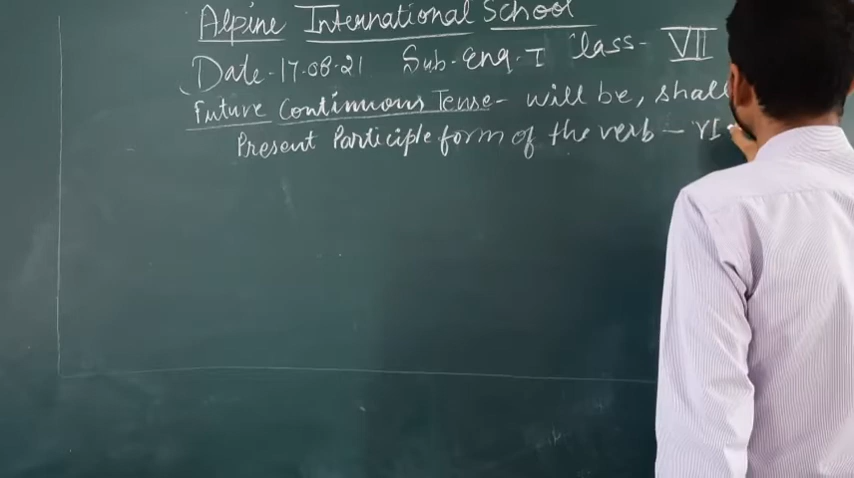 Alpine International School
Date-17-08-21 Sub-Eng-I Class-VII
Future Continuous Tense- will be, shall
Present Participle form of the verb - VI